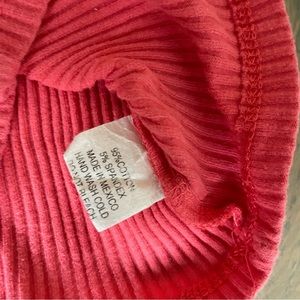 95%COTTON
5% SPANDEX
MADE IN MEXICO
HAND WASH COLD
DO NOT BLEACH